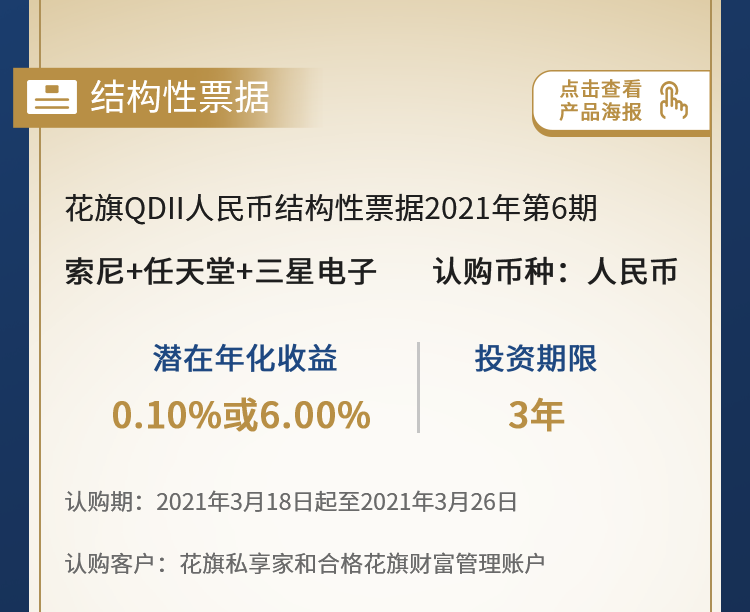 结构性票据
点击查看
产品海报
花旗QDII人民币结构性票据2021年第6期
索尼+任天堂+三星电子 认购币种：人民币
潜在年化收益 投资期限
0.10%或6.00% 3年
认购期：2021年3月18日起至2021年3月26日
认购客户：花旗私享家和合格花旗财富管理账户